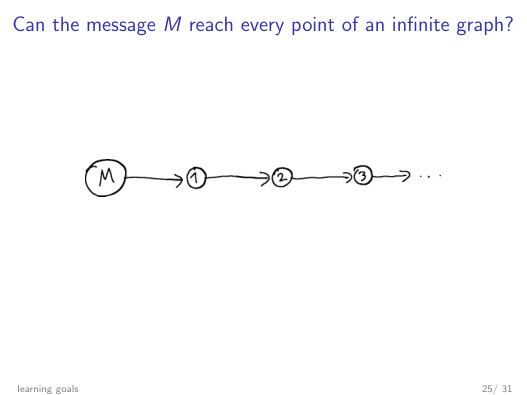 Can the message M reach every point of an infinite graph?
M 1 2 3 ...
learning goals
25/ 31